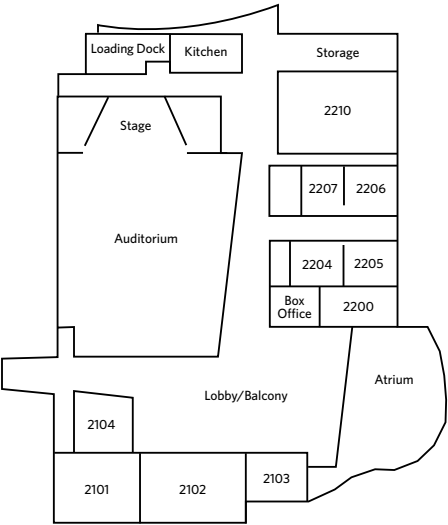 Loading Dock
Kitchen
Storage
2210
Stage
2207
2206
Auditorium
2204
2205
Box
Office
2200
Atrium
Lobby/Balcony
2104
2103
2101
2102